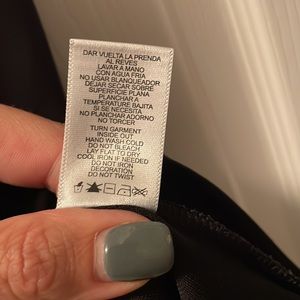 DAR VUELTA LA PRENDA
AL REVES
LAVAR A MANO
CON AGUA FRIA
NO USAR BLANQUEADOR
DEJAR SECAR SOBRE
SUPERFICIE PLANA
PLANCHAR A
TEMPERATURE BAJITA
SI ES NECESARIO
NO PLANCHAR ADORNO
NO TORCER
TURN GARMENT
INSIDE OUT
HAND WASH COLD
DO NOT BLEACH
LAY FLAT TO DRY
COOL IRON IF NEEDED
DO NOT IRON
DECORATION
DO NOT TWIST